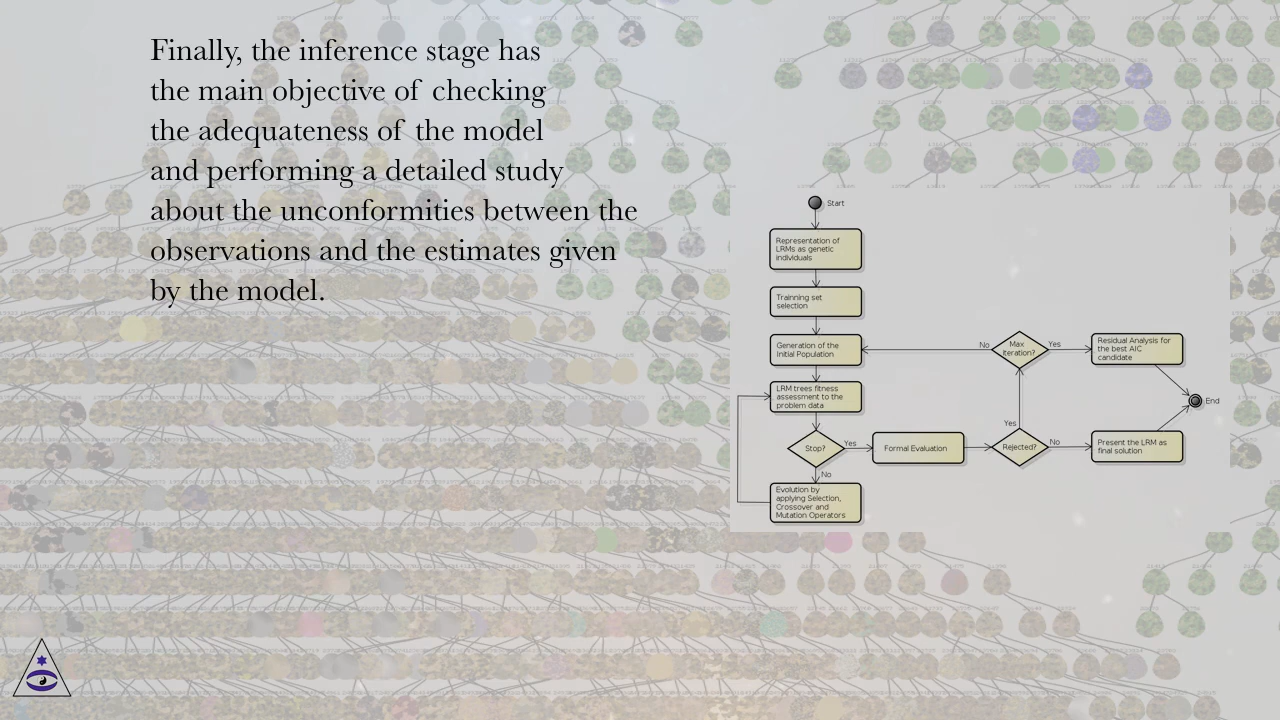 Finally, the inference stage has
the main objective of checking
the adequateness of the model
and performing a detailed study
about the unconformities between the
observations and the estimates given
by the model.
Start
Representation of
LRMs as genetic
individuals
Trainning set
selection
Generation of the
Initial Population
LRM trees fitness
assessment to the
problem data
Stop?
Yes
No
Evolution by
applying Selection,
Crossover and
Mutation Operators
Formal Evaluation
Rejected?
Yes
No
Max
iteration?
No
Yes
Residual Analysis for
the best AIC
candidate
Present the LRM as
final solution
End